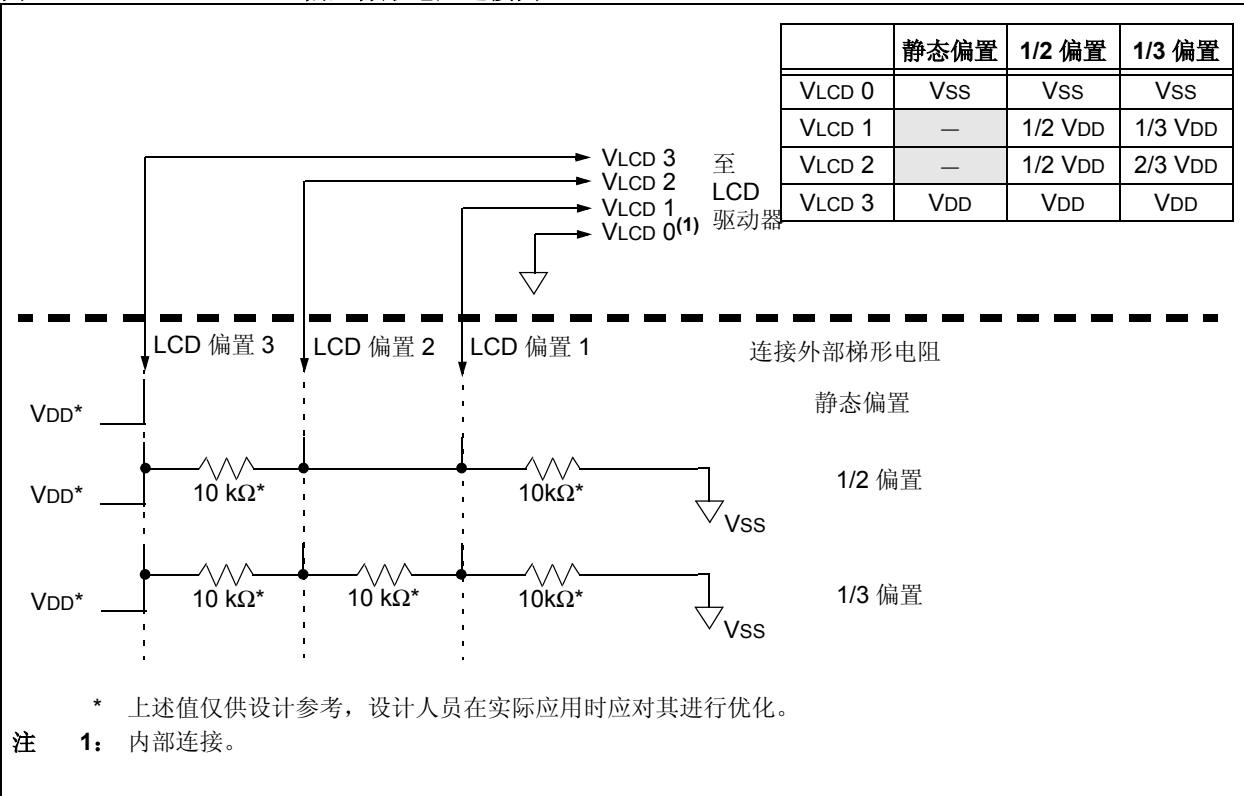 静态偏置 1/2 偏置 1/3 偏置
VLCD 0 VSS VSS VSS
VLCD 1 — 1/2 VDD 1/3 VDD
VLCD 2 — 1/2 VDD 2/3 VDD
VLCD 3 VDD VDD VDD
VLCD 3
VLCD 2
VLCD 1
VLCD 0(1)
至
LCD
驱动器
LCD 偏置 3 LCD 偏置 2 LCD 偏置 1
连接外部梯形电阻
VDD* 静态偏置
VDD* 10 kΩ* 10kΩ* VSS 1/2 偏置
VDD* 10 kΩ* 10 kΩ* 10kΩ* VSS 1/3 偏置
* 上述值仅供设计参考，设计人员在实际应用时应对其进行优化。
注 1： 内部连接。